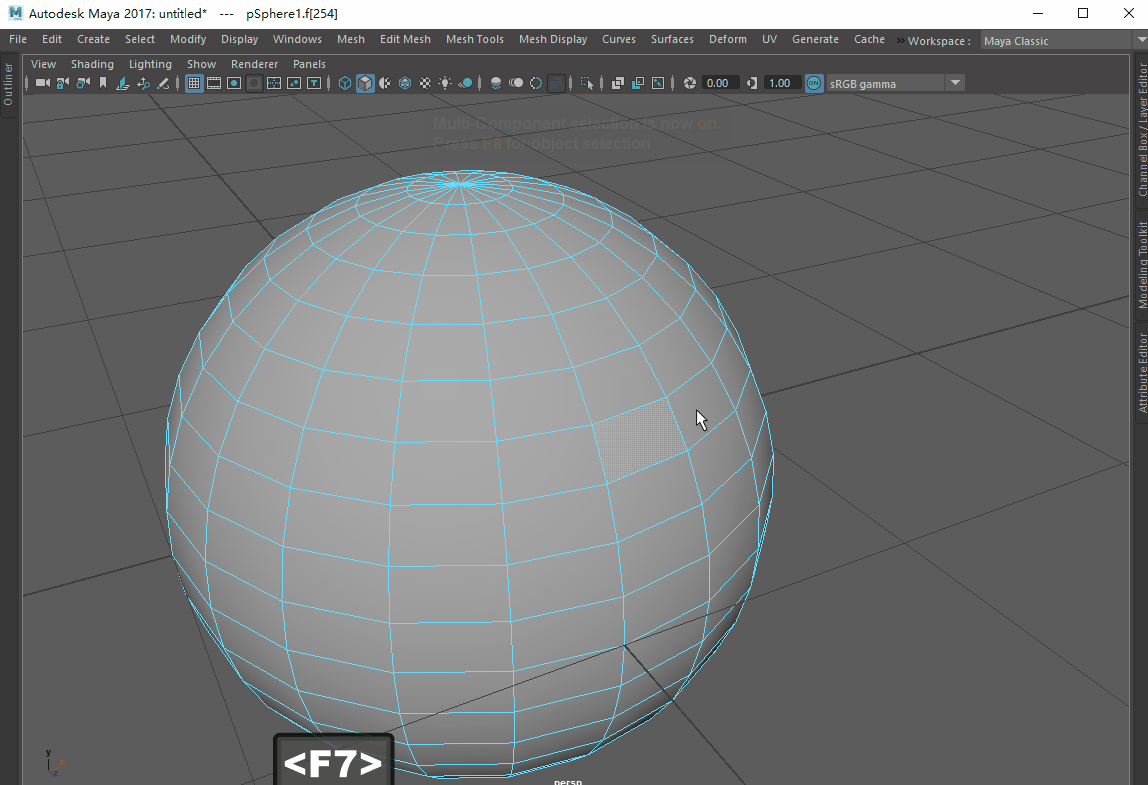 Autodesk Maya 2017: untitled* --- pSphere1.f[254]
File Edit Create Select Modify Display Windows Mesh Edit Mesh Mesh Tools Mesh Display Curves Surfaces Deform UV Generate Cache » Workspace : Maya Classic
View Shading Lighting Show Renderer Panels
0.00 1.00 ON sRGB gamma
Outliner
Multi-Component selection is now on.
Press F8 for object selection
Channel Box / Layer Editor
Modeling Toolkit
Attribute Editor
<F7>
y
x
z
persp